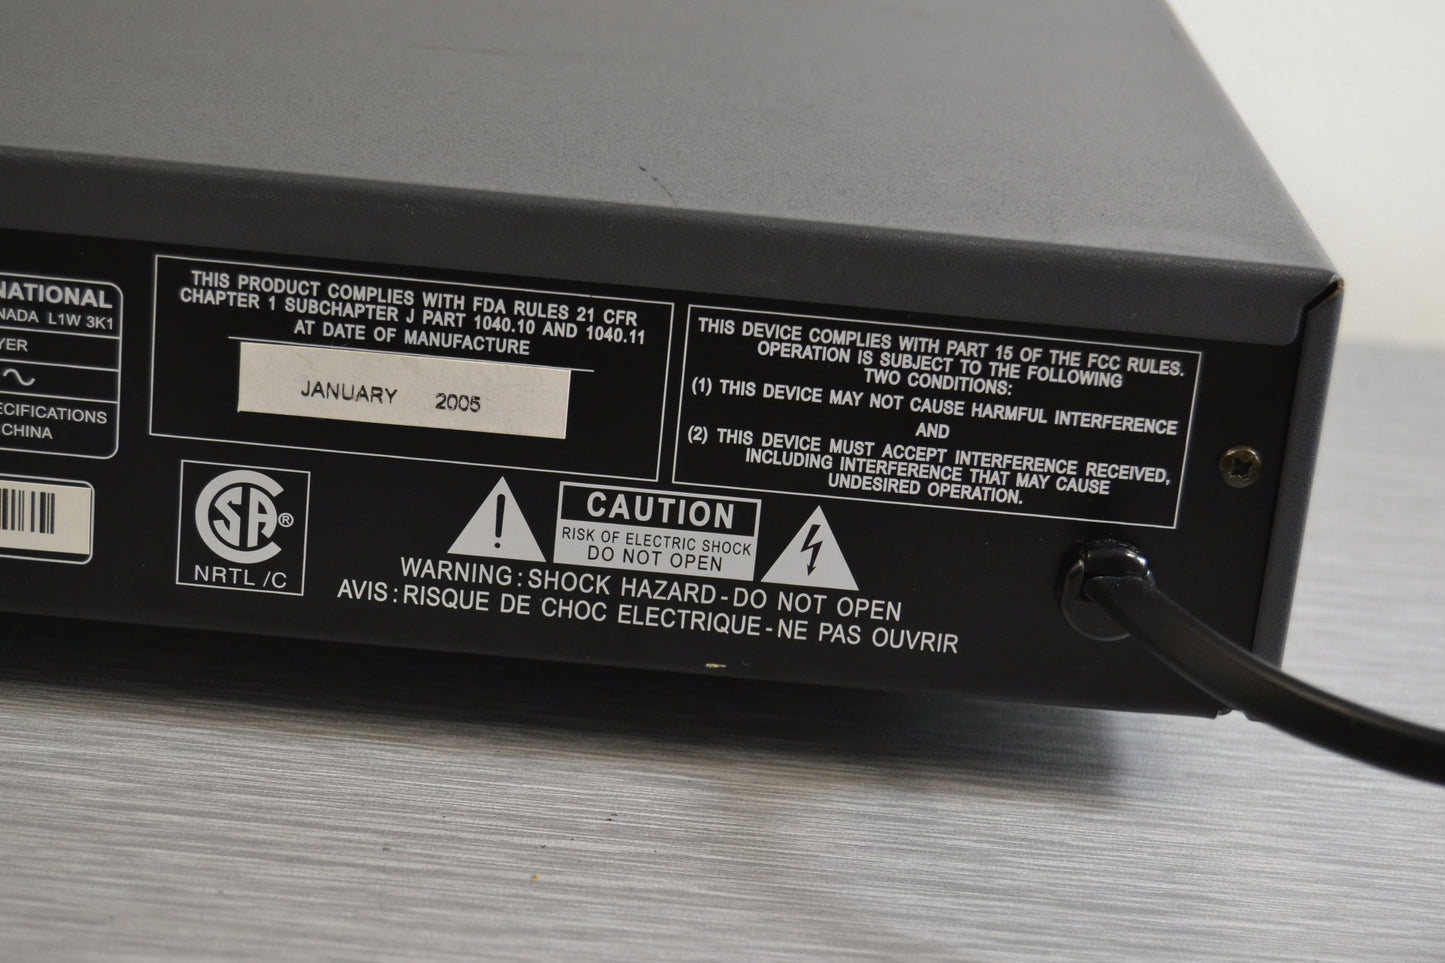 NATIONAL
NADA L1W 3K1
YER
ECIFICATIONS
CHINA
THIS PRODUCT COMPLIES WITH FDA RULES 21 CFR
CHAPTER 1 SUBCHAPTER J PART 1040.10 AND 1040.11
AT DATE OF MANUFACTURE
JANUARY 2005
THIS DEVICE COMPLIES WITH PART 15 OF THE FCC RULES.
OPERATION IS SUBJECT TO THE FOLLOWING
TWO CONDITIONS:
(1) THIS DEVICE MAY NOT CAUSE HARMFUL INTERFERENCE
AND
(2) THIS DEVICE MUST ACCEPT INTERFERENCE RECEIVED,
INCLUDING INTERFERENCE THAT MAY CAUSE
UNDESIRED OPERATION.
CSA®
NRTL /C
CAUTION
RISK OF ELECTRIC SHOCK
DO NOT OPEN
WARNING: SHOCK HAZARD-DO NOT OPEN
AVIS: RISQUE DE CHOC ELECTRIQUE-NE PAS OUVRIR